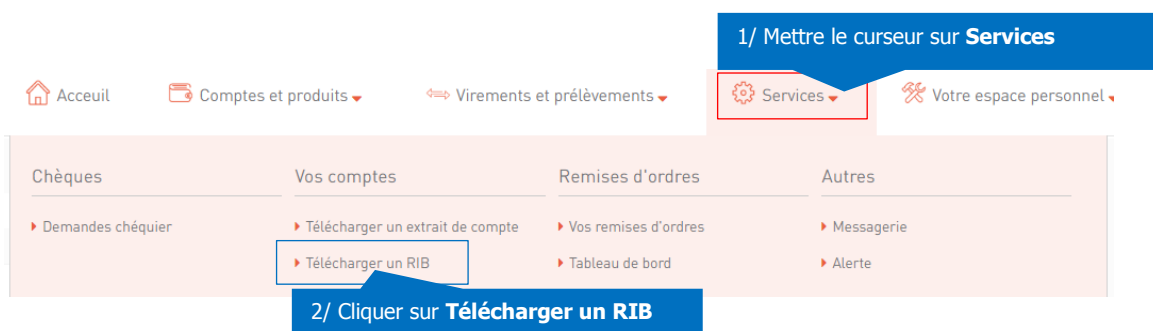 1/ Mettre le curseur sur Services
Acceuil Comptes et produits Virements et prélèvements Services Votre espace personnel
Chèques Vos comptes Remises d'ordres Autres
Demandes chéquier Télécharger un extrait de compte Vos remises d'ordres Messagerie
Télécharger un RIB Tableau de bord Alerte
2/ Cliquer sur Télécharger un RIB